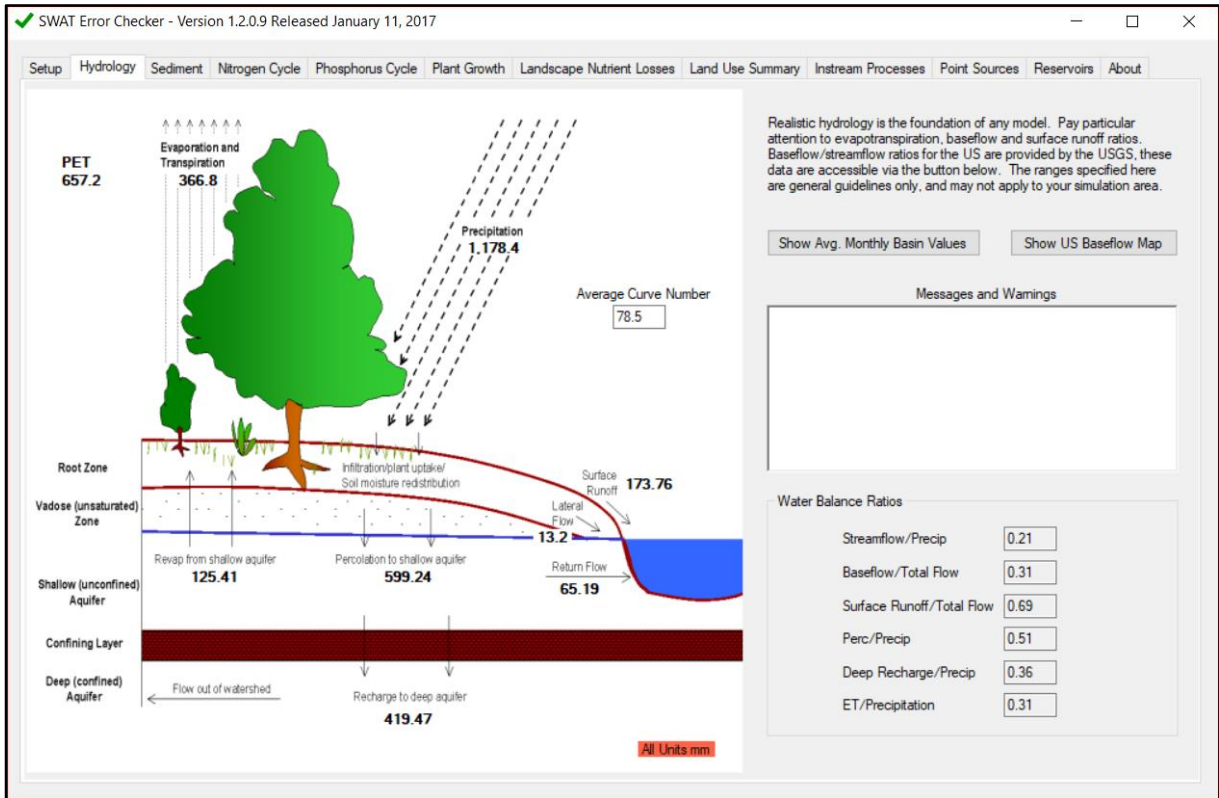 SWAT Error Checker - Version 1.2.0.9 Released January 11, 2017
Setup Hydrology Sediment Nitrogen Cycle Phosphorus Cycle Plant Growth Landscape Nutrient Losses Land Use Summary Instream Processes Point Sources Reservoirs About
PET
657.2
Evaporation and
Transpiration
366.8
Precipitation
1,178.4
Average Curve Number
78.5
Root Zone
Infiltration/plant uptake/
Soil moisture redistribution
Surface
Runoff 173.76
Vadose (unsaturated)
Zone
Lateral
Flow
13.2
Revap from shallow aquifer
125.41
Percolation to shallow aquifer
599.24
Return Flow
65.19
Shallow (unconfined)
Aquifer
Confining Layer
Deep (confined)
Aquifer
Flow out of watershed
Recharge to deep aquifer
419.47
All Units mm
Realistic hydrology is the foundation of any model. Pay particular
attention to evapotranspiration, baseflow and surface runoff ratios.
Baseflow/streamflow ratios for the US are provided by the USGS, these
data are accessible via the button below. The ranges specified here
are general guidelines only, and may not apply to your simulation area.
Show Avg. Monthly Basin Values Show US Baseflow Map
Messages and Warnings
Water Balance Ratios
Streamflow/Precip 0.21
Baseflow/Total Flow 0.31
Surface Runoff/Total Flow 0.69
Perc/Precip 0.51
Deep Recharge/Precip 0.36
ET/Precipitation 0.31